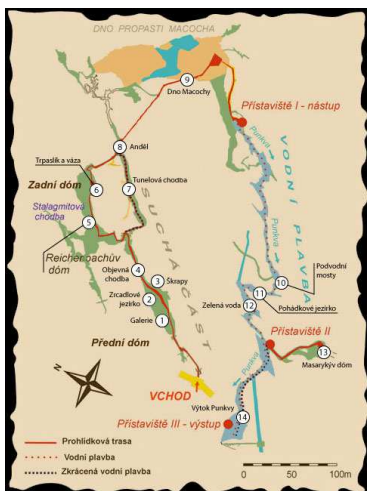 DNO PROPASTI MACOCHA
9
Dno Macochy
Přístaviště I - nástup
Punkva
VODNÍ PLAVBA
8
Anděl
Trpaslík a váza
Zadní dóm
6
7
Tunelová chodba
SUCHÁ ČÁST
Stalagmitová
chodba
5
Reichenbachův
dóm
Punkva
Objevná
chodba
4
3
Škrapy
Zrcadlové
jezírko
2
Galerie
1
Přední dóm
10
Podvodní
mosty
11
Pohádkové jezírko
Zelená voda
12
Přístaviště II
Punkva
13
Masarykův dóm
VCHOD
Výtok Punkvy
14
Přístaviště III - výstup
Prohlídková trasa
Vodní plavba
Zkrácená vodní plavba
0
50
100m